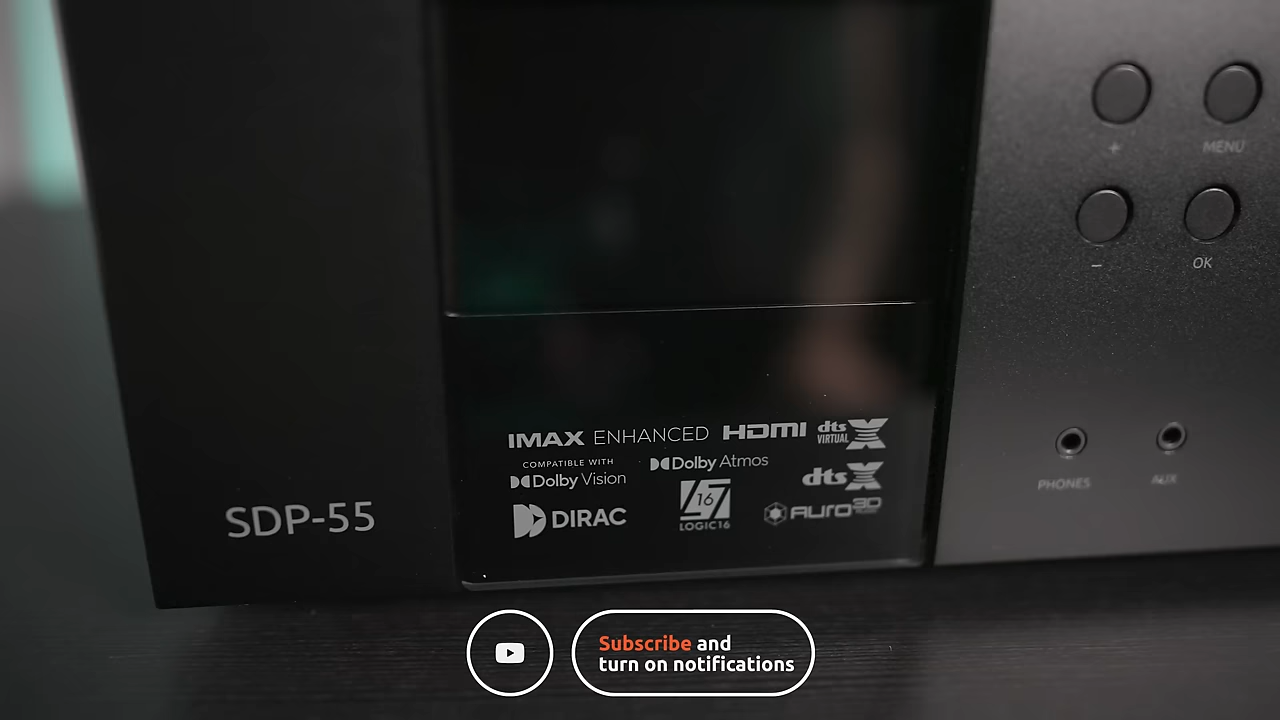 + MENU
- OK
IMAX ENHANCED HDMI dts VIRTUAL X
COMPATIBLE WITH
Dolby Vision
Dolby Atmos
dts X
DIRAC
L7 16
LOGIC16
AURO 3D
SDP-55
PHONES AUX
Subscribe and
turn on notifications